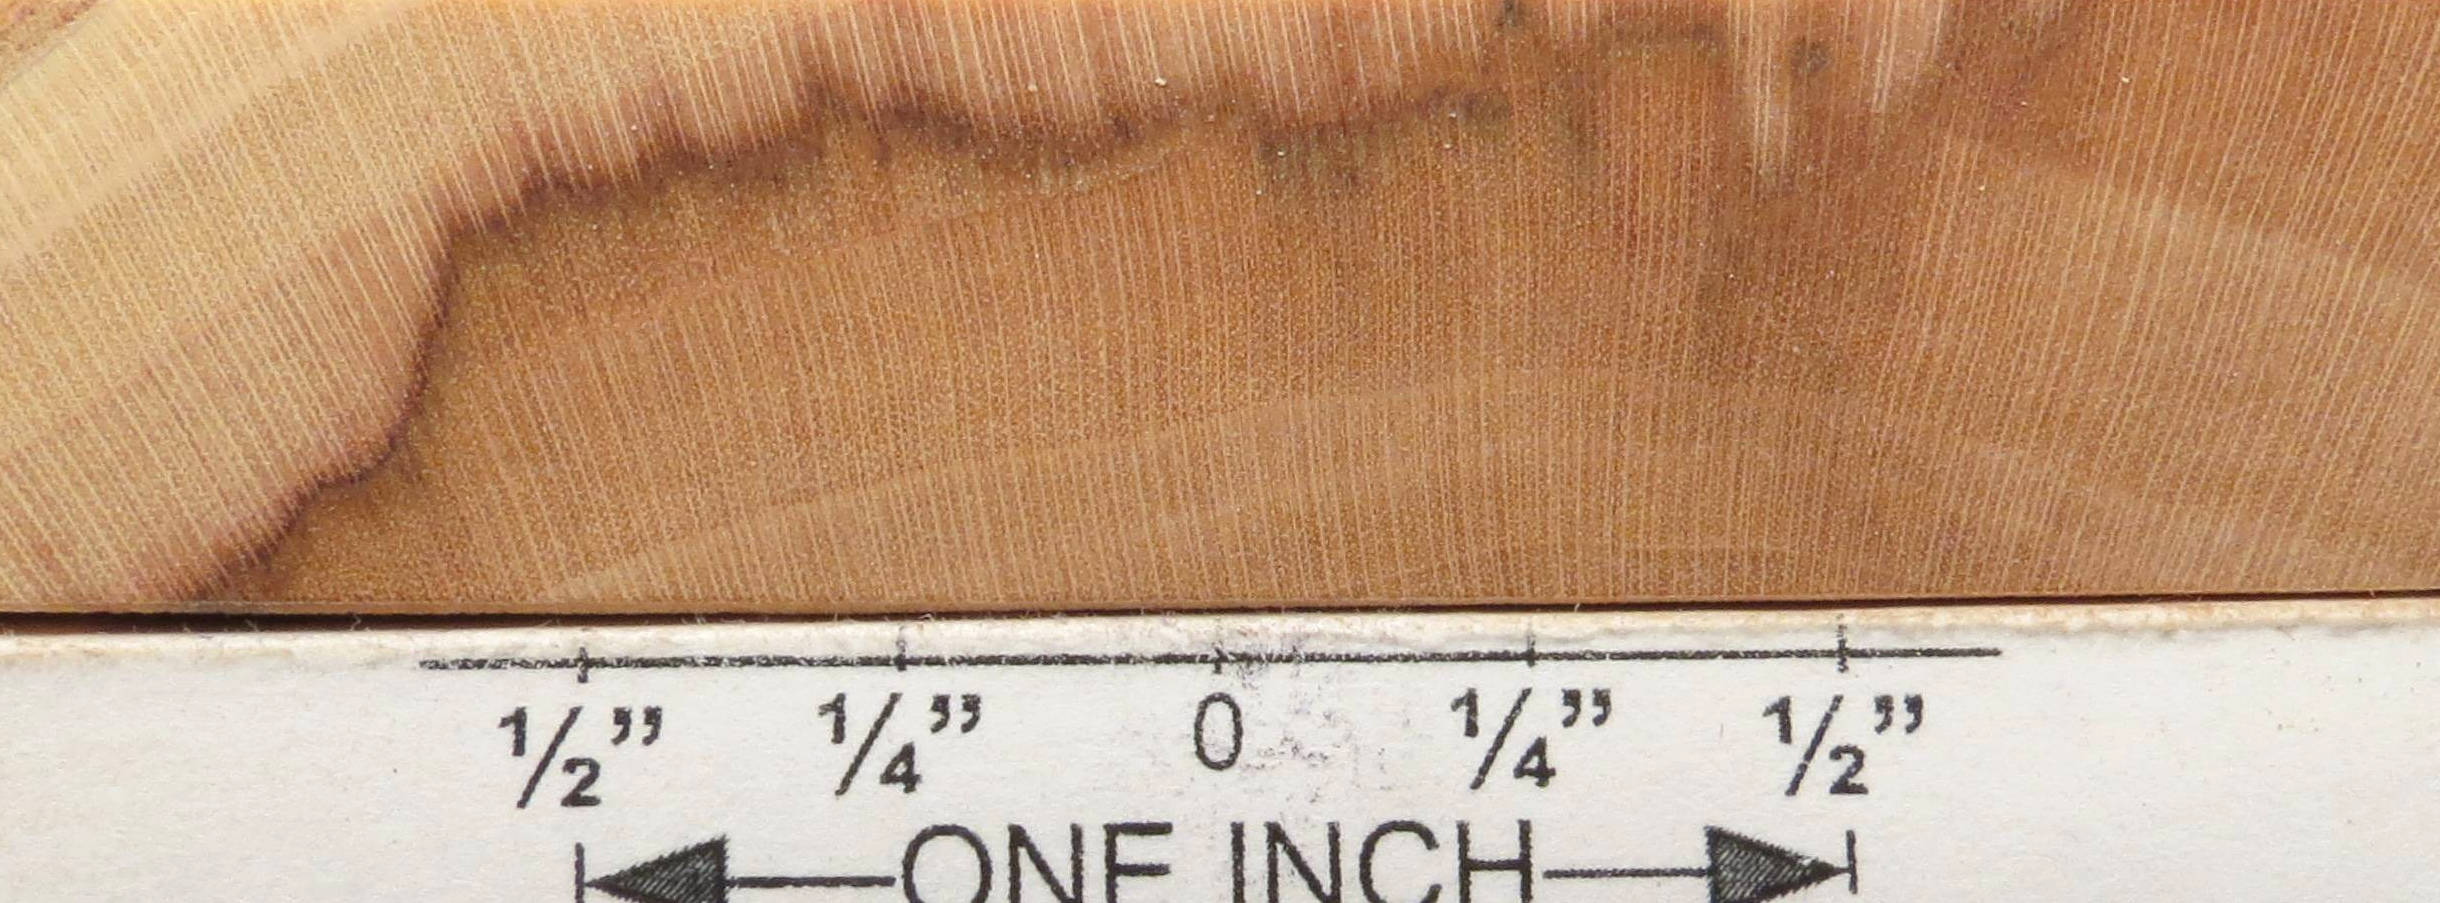 1/2” 1/4” 0 1/4” 1/2”
ONE INCH